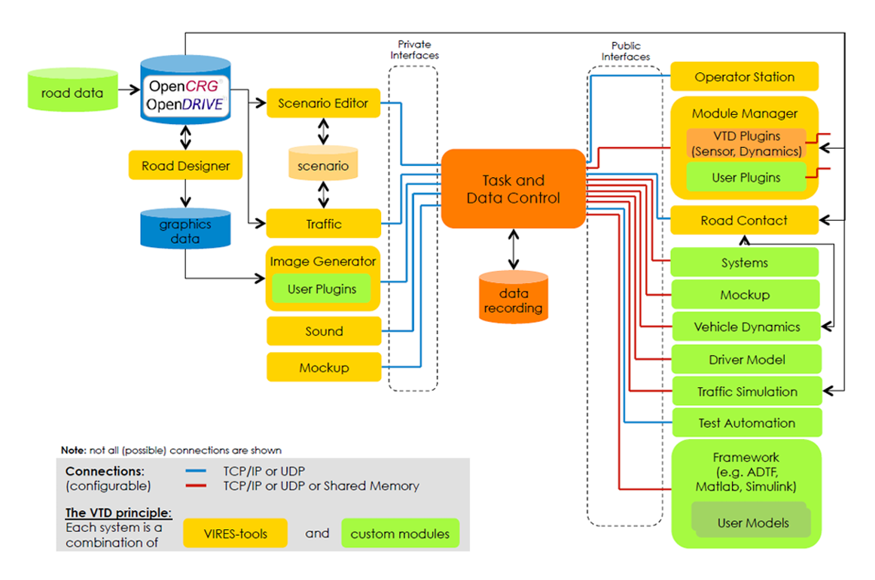 Private
Interfaces
Public
Interfaces
road data
OpenCRG
OpenDRIVE
Road Designer
graphics
data
Scenario Editor
scenario
Traffic
Image Generator
User Plugins
Sound
Mockup
Task and
Data Control
data
recording
Operator Station
Module Manager
VTD Plugins
(Sensor, Dynamics)
User Plugins
Road Contact
Systems
Mockup
Vehicle Dynamics
Driver Model
Traffic Simulation
Test Automation
Framework
(e.g. ADTF,
Matlab, Simulink)
User Models
Note: not all (possible) connections are shown
Connections: TCP/IP or UDP
(configurable) TCP/IP or UDP or Shared Memory
The VTD principle:
Each system is a
combination of VIRES-tools and custom modules